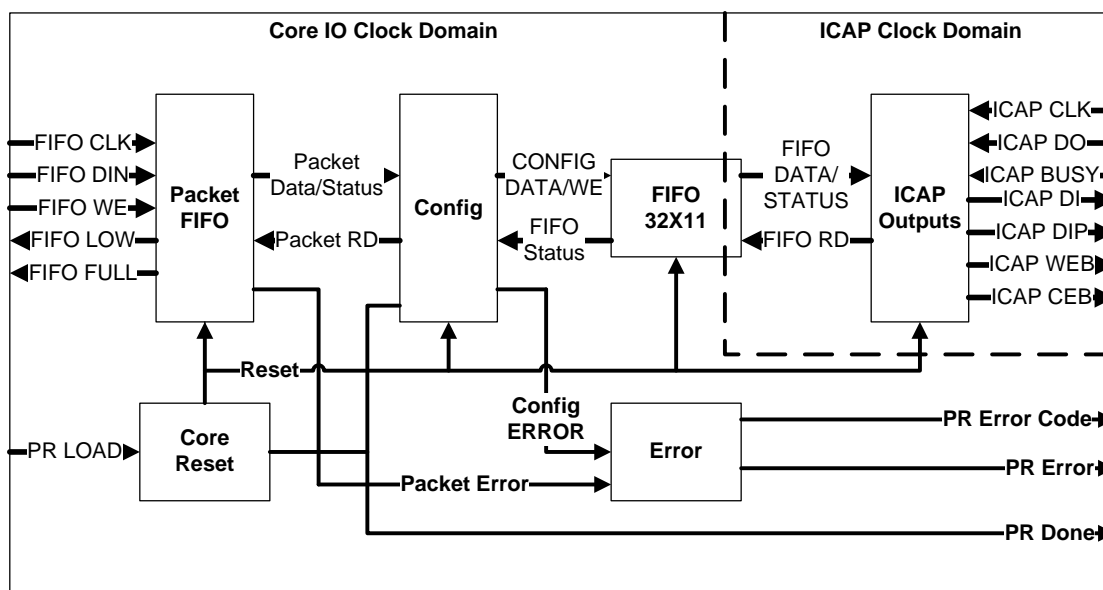 Core IO Clock Domain
ICAP Clock Domain
FIFO CLK
FIFO DIN
FIFO WE
FIFO LOW
FIFO FULL
Packet
FIFO
Packet
Data/Status
Packet RD
Config
CONFIG
DATA/WE
FIFO
Status
FIFO
32X11
FIFO
DATA/
STATUS
FIFO RD
ICAP
Outputs
ICAP CLK
ICAP DO
ICAP BUSY
ICAP DI
ICAP DIP
ICAP WEB
ICAP CEB
Reset
PR LOAD
Core
Reset
Config
ERROR
Packet Error
Error
PR Error Code
PR Error
PR Done